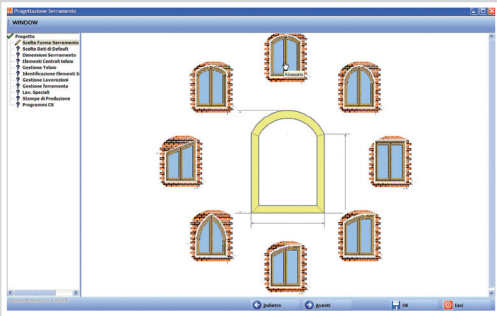 Progettazione Serramento
WINDOW
Progetto
Scelta Forma Serramento
Scelta Dati di Default
Dimensioni Serramento
Elementi Centrali telaio
Gestione Telaio
Identificazione Elementi
Gestione Lavorazioni
Gestione ferramenta
Lav. Speciali
Stampe di Produzione
Programmi CN
Ribassato
Indietro
Avanti
OK
Esci